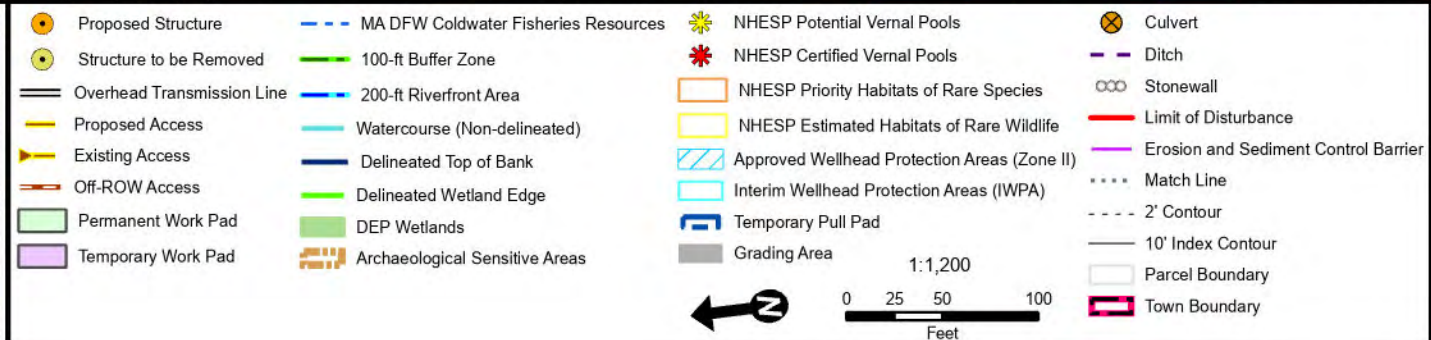 Proposed Structure
Structure to be Removed
Overhead Transmission Line
Proposed Access
Existing Access
Off-ROW Access
Permanent Work Pad
Temporary Work Pad
MA DFW Coldwater Fisheries Resources
100-ft Buffer Zone
200-ft Riverfront Area
Watercourse (Non-delineated)
Delineated Top of Bank
Delineated Wetland Edge
DEP Wetlands
Archaeological Sensitive Areas
NHESP Potential Vernal Pools
NHESP Certified Vernal Pools
NHESP Priority Habitats of Rare Species
NHESP Estimated Habitats of Rare Wildlife
Approved Wellhead Protection Areas (Zone II)
Interim Wellhead Protection Areas (IWPA)
Temporary Pull Pad
Grading Area
1:1,200
N
0 25 50 100
Feet
Culvert
Ditch
Stonewall
Limit of Disturbance
Erosion and Sediment Control Barrier
Match Line
2' Contour
10' Index Contour
Parcel Boundary
Town Boundary